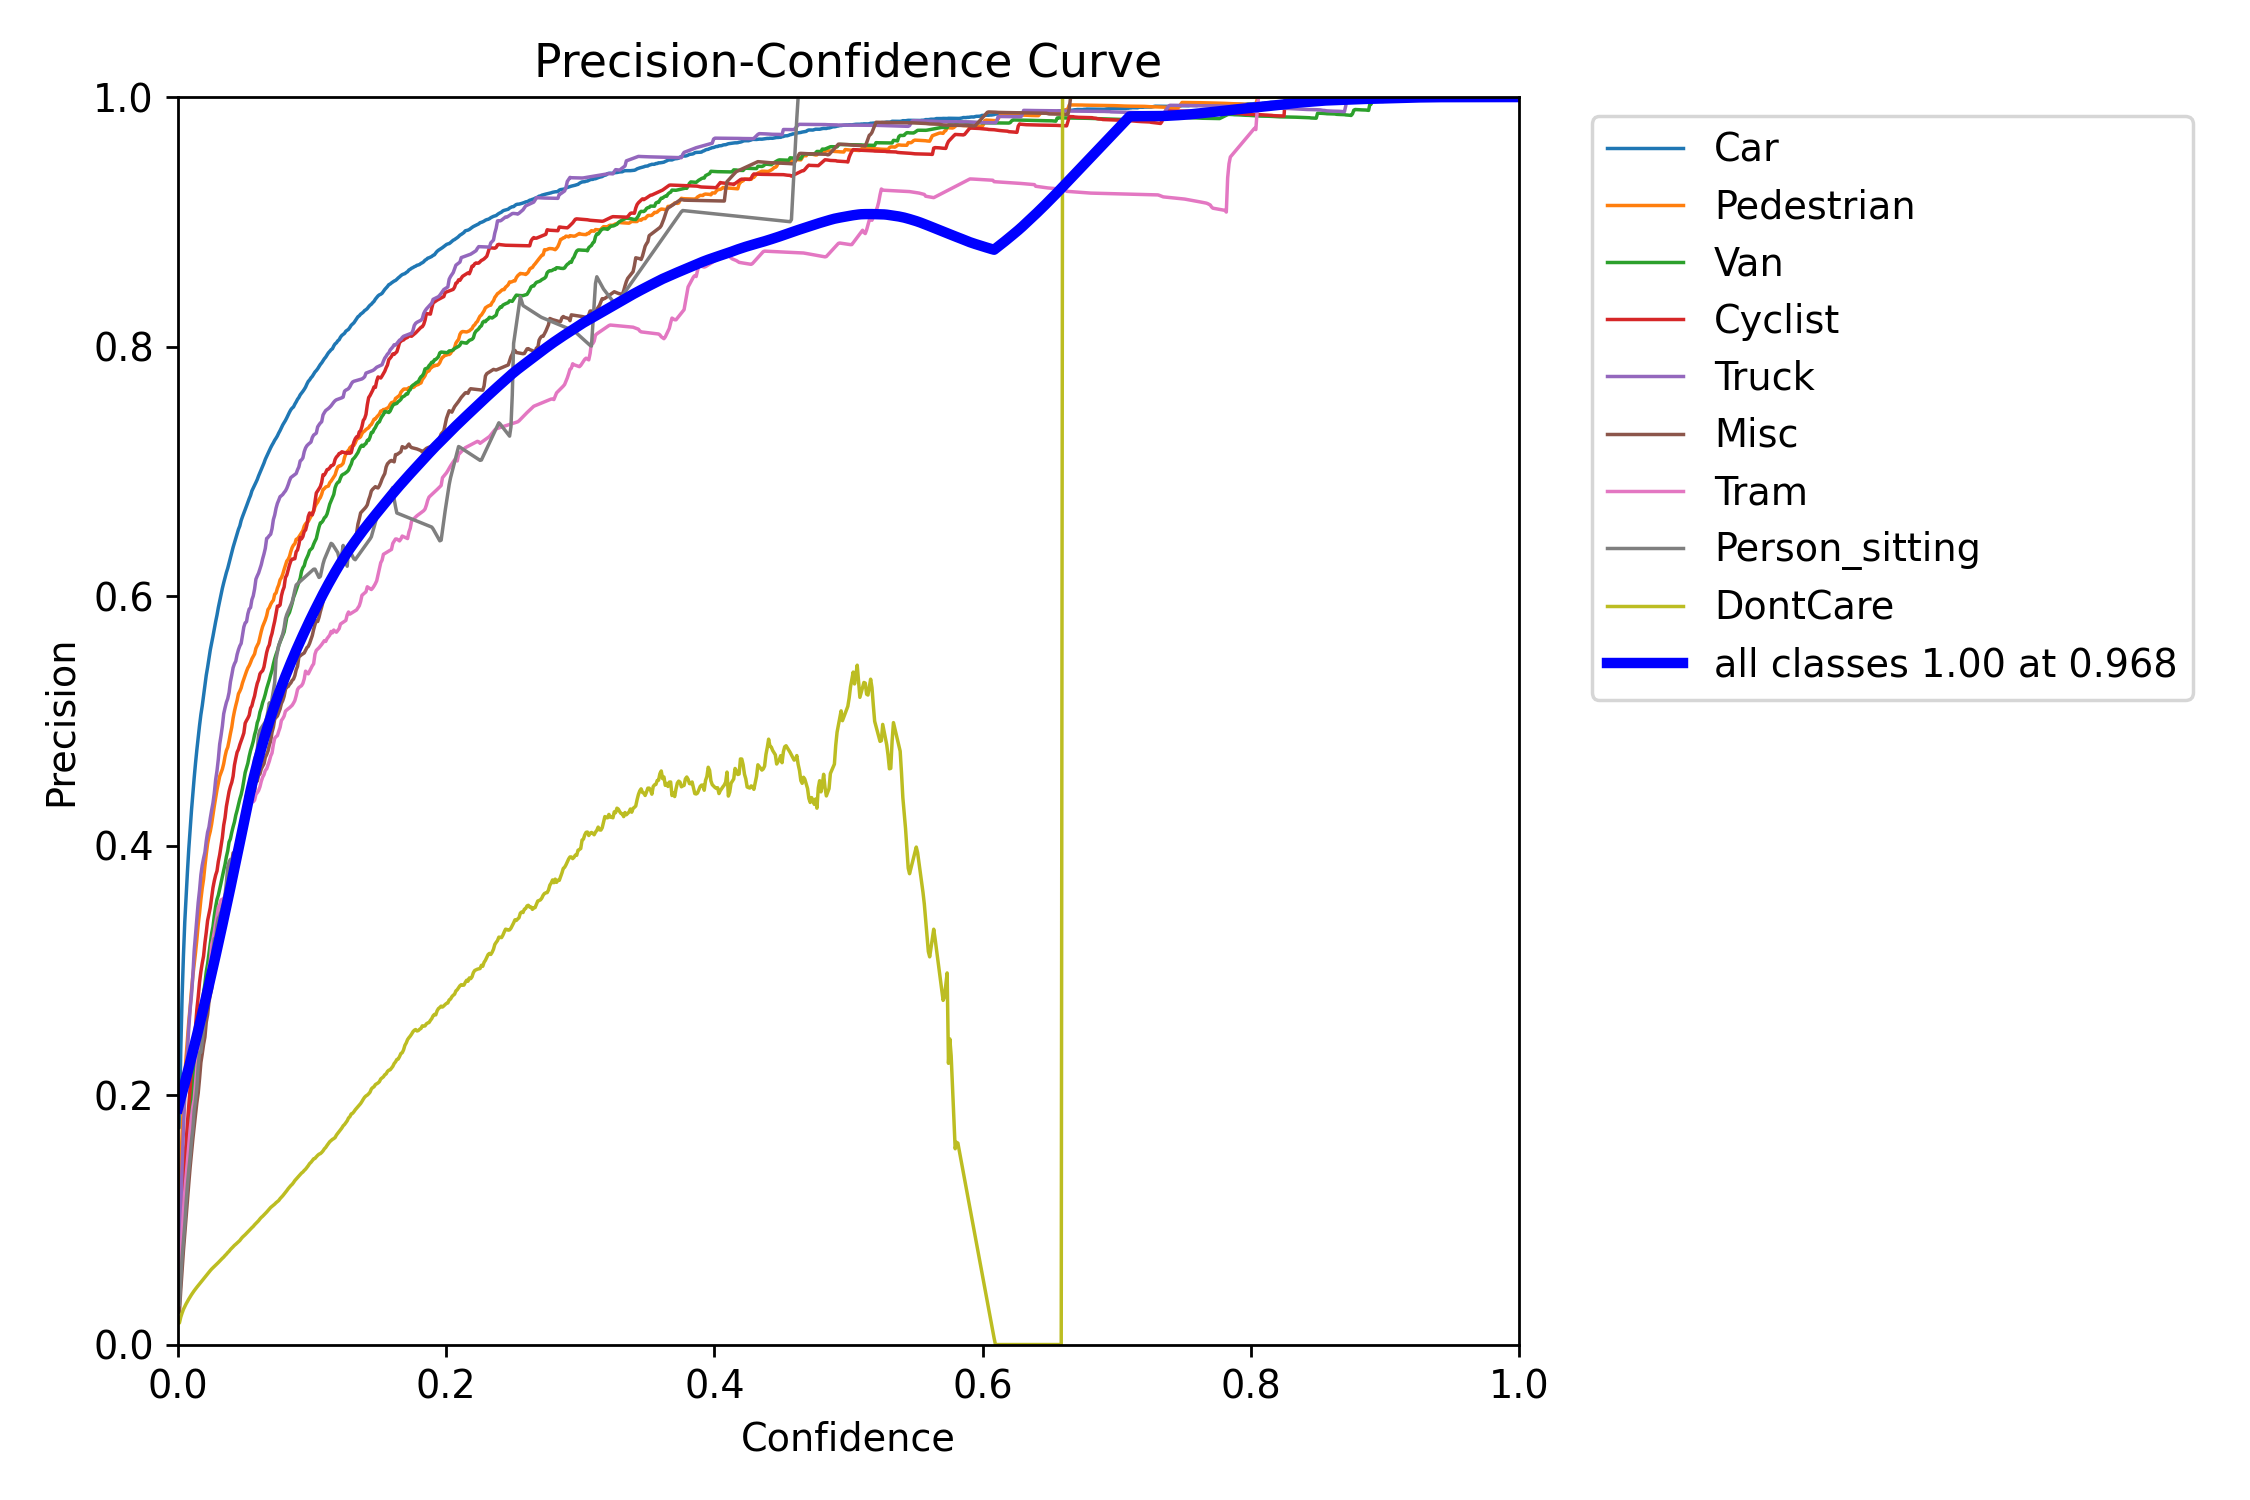 Precision-Confidence Curve
1.0
0.8
0.6
0.4
0.2
0.0
Precision
0.0 0.2 0.4 0.6 0.8 1.0
Confidence
Car
Pedestrian
Van
Cyclist
Truck
Misc
Tram
Person_sitting
DontCare
all classes 1.00 at 0.968